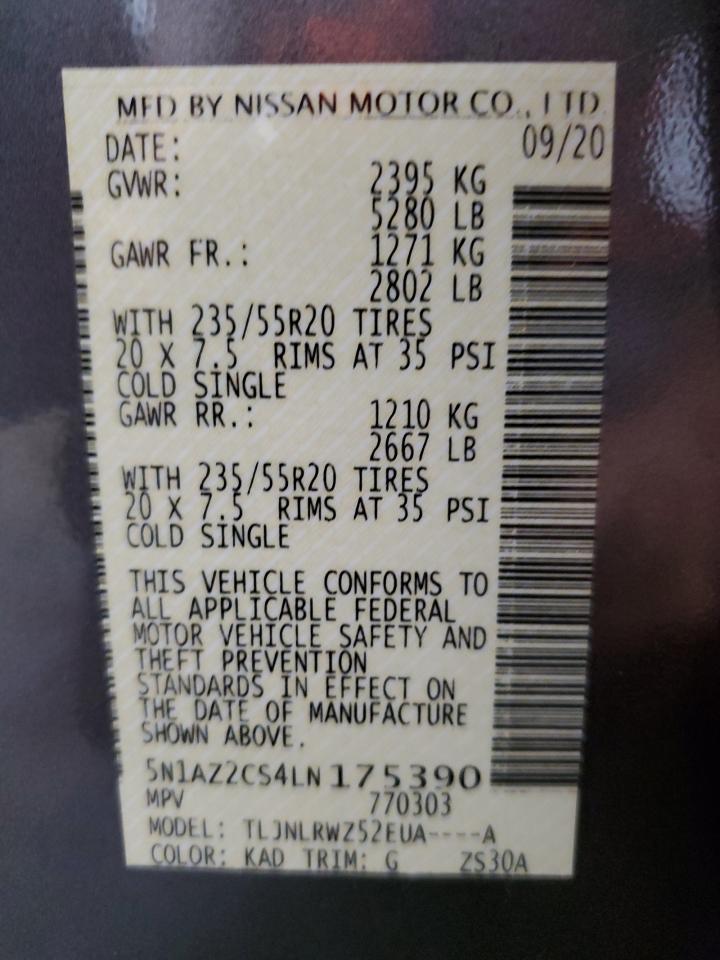 MFD BY NISSAN MOTOR CO., LTD.
DATE: 09/20
GVWR: 2395 KG
5280 LB
GAWR FR.: 1271 KG
2802 LB
WITH 235/55R20 TIRES
20 X 7.5 RIMS AT 35 PSI
COLD SINGLE
GAWR RR.: 1210 KG
2667 LB
WITH 235/55R20 TIRES
20 X 7.5 RIMS AT 35 PSI
COLD SINGLE
THIS VEHICLE CONFORMS TO
ALL APPLICABLE FEDERAL
MOTOR VEHICLE SAFETY AND
THEFT PREVENTION
STANDARDS IN EFFECT ON
THE DATE OF MANUFACTURE
SHOWN ABOVE.
5N1AZ2CS4LN175390
MPV 770303
MODEL: TLJNLRWZ52EUA----A
COLOR: KAD TRIM: G ZS30A